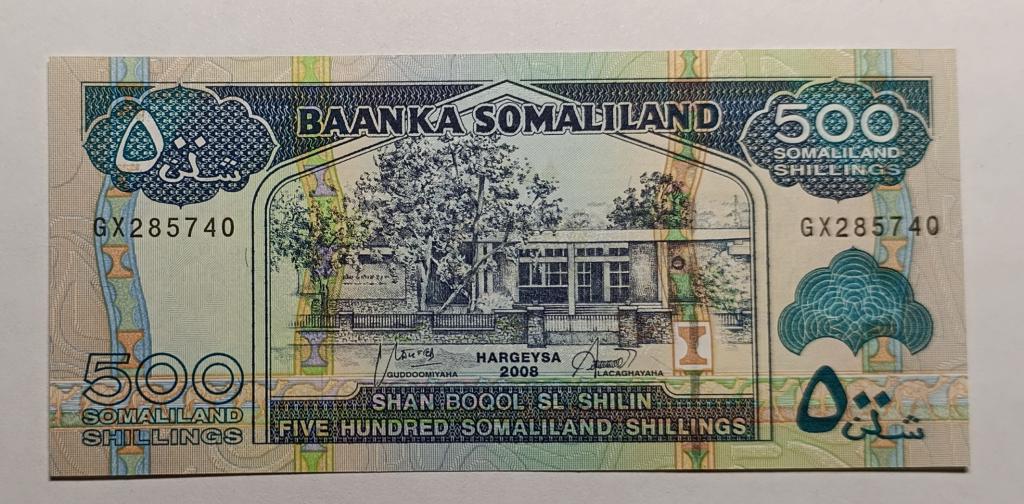 BAANKA SOMALILAND
٥٠٠
شلن
500
SOMALILAND
SHILLINGS
GX285740
GX285740
HARGEYSA
2008
GUDDOOMIYAHA
LACAGHAYAHA
500
SOMALILAND
SHILLINGS
SHAN BOQOL SL SHILIN
FIVE HUNDRED SOMALILAND SHILLINGS
٥٠٠
شلن